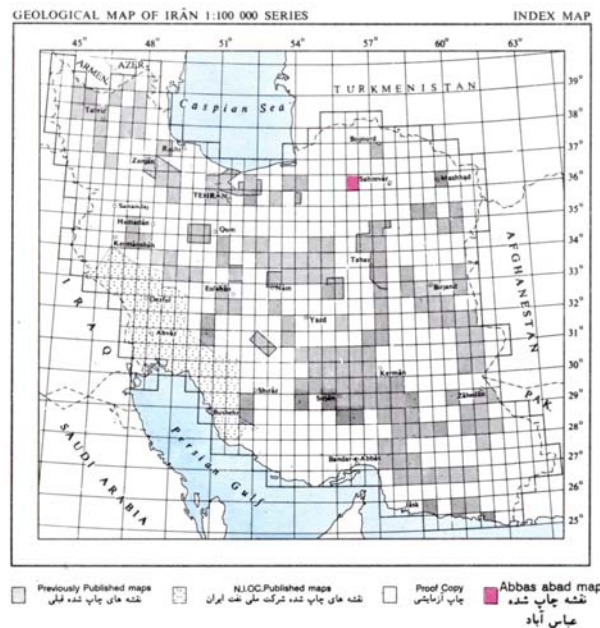 GEOLOGICAL MAP OF IRÂN 1:100 000 SERIES
INDEX MAP
45° 48° 51° 54° 57° 60° 63°
ARMEN.
AZER
39°
TURKMENISTAN
Caspian Sea
38°
Tabriz
Bojnurd
37°
Rasht
Zanjan
Sabzevar
Mashhad
36°
TEHRAN
Sanandaj
35°
Hamadan
Qum
Kermanshah
34°
AFGHANESTAN
Tabas
33°
Esfahan
Nain
Birjand
IRAQ
Dezful
32°
Yazd
Ahvaz
31°
Kerman
30°
Shiraz
Sirjan
Zahedan
PAK
29°
Bushehr
28°
SAUDI ARABIA
Persian Gulf
Bandar-e-Abbas
27°
26°
Jask
25°
Previously Published maps
نقشه های چاپ شده قبلی
N.I.O.C. Published maps
نقشه های چاپ شده شرکت ملی نفت ایران
Proof Copy
چاپ آزمایشی
Abbas abad map
نقشه چاپ شده
عباس آباد